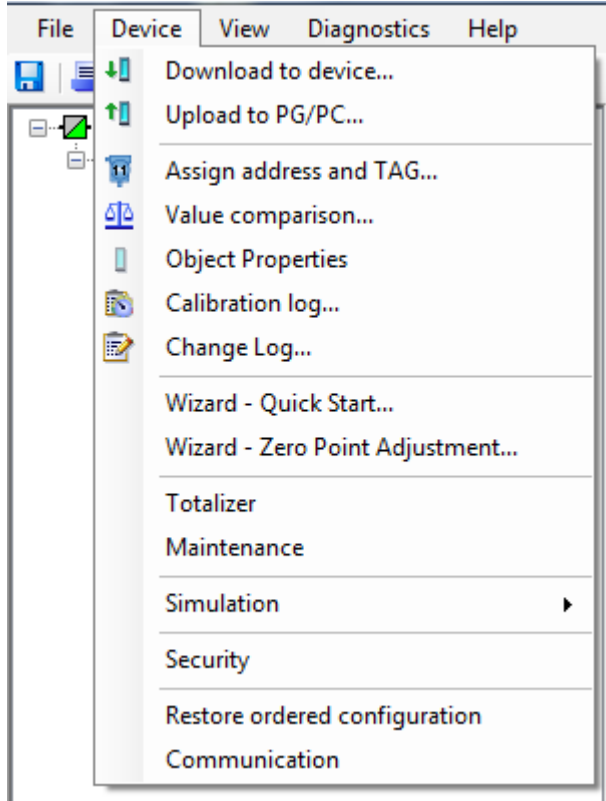 File Device View Diagnostics Help
Download to device...
Upload to PG/PC...
Assign address and TAG...
Value comparison...
Object Properties
Calibration log...
Change Log...
Wizard - Quick Start...
Wizard - Zero Point Adjustment...
Totalizer
Maintenance
Simulation
Security
Restore ordered configuration
Communication